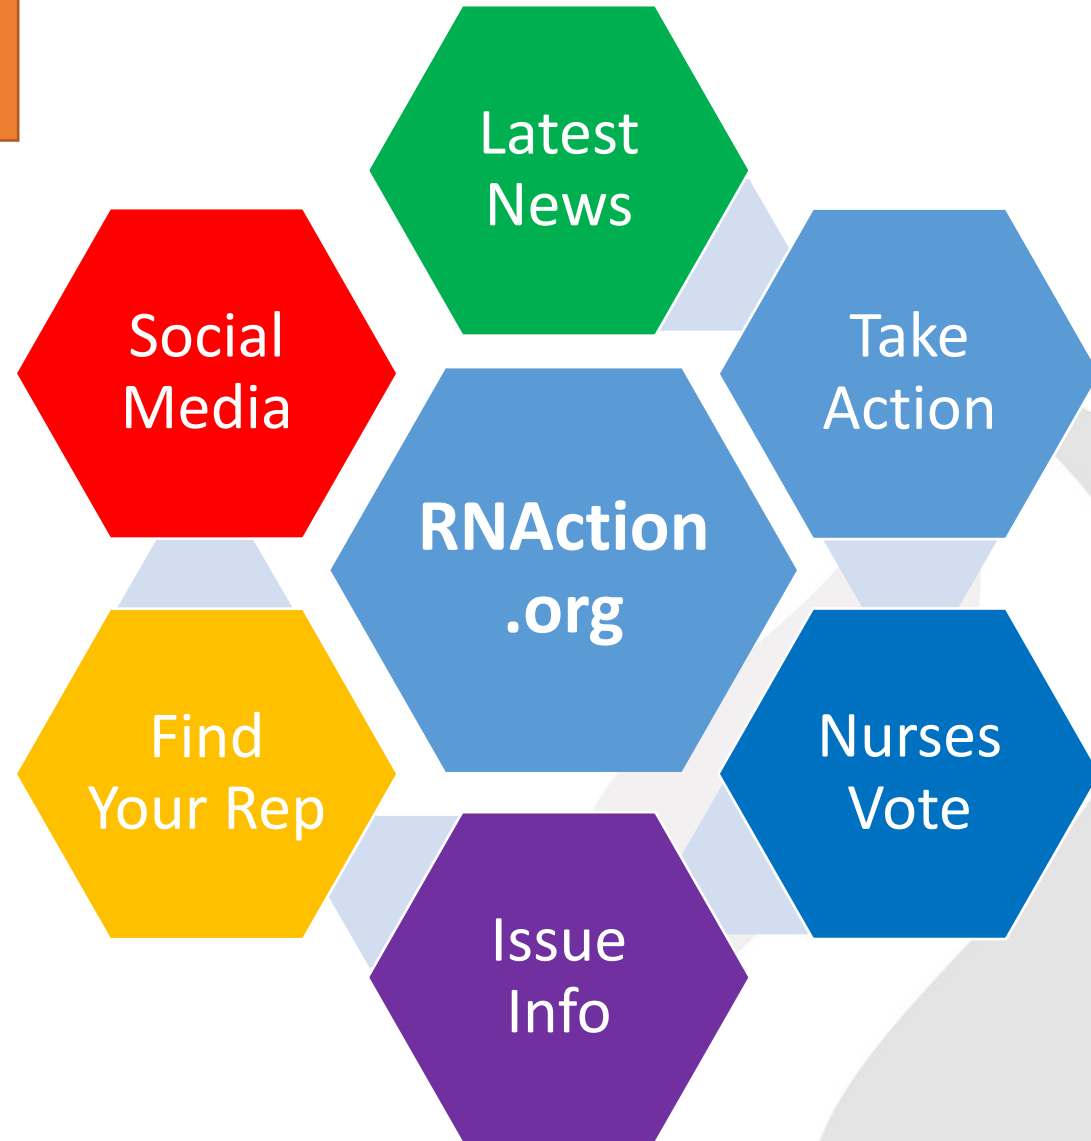 Latest
News
Social
Media
Take
Action
RNAction
.org
Find
Your Rep
Nurses
Vote
Issue
Info